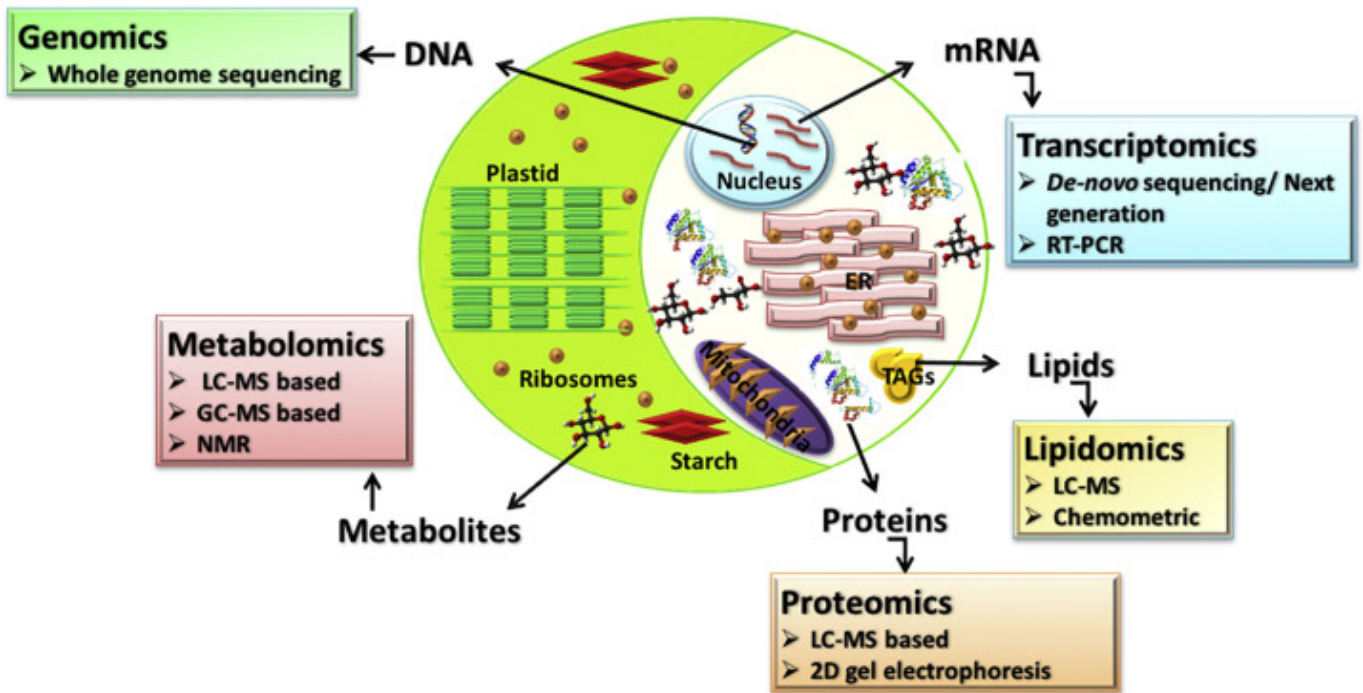 Genomics
➢ Whole genome sequencing
DNA
mRNA
Transcriptomics
➢ De-novo sequencing/ Next
generation
➢ RT-PCR
Plastid
Nucleus
ER
Metabolomics
➢ LC-MS based
➢ GC-MS based
➢ NMR
Ribosomes
Mitochondria
TAGs
Lipids
Starch
Lipidomics
➢ LC-MS
➢ Chemometric
Metabolites
Proteins
Proteomics
➢ LC-MS based
➢ 2D gel electrophoresis